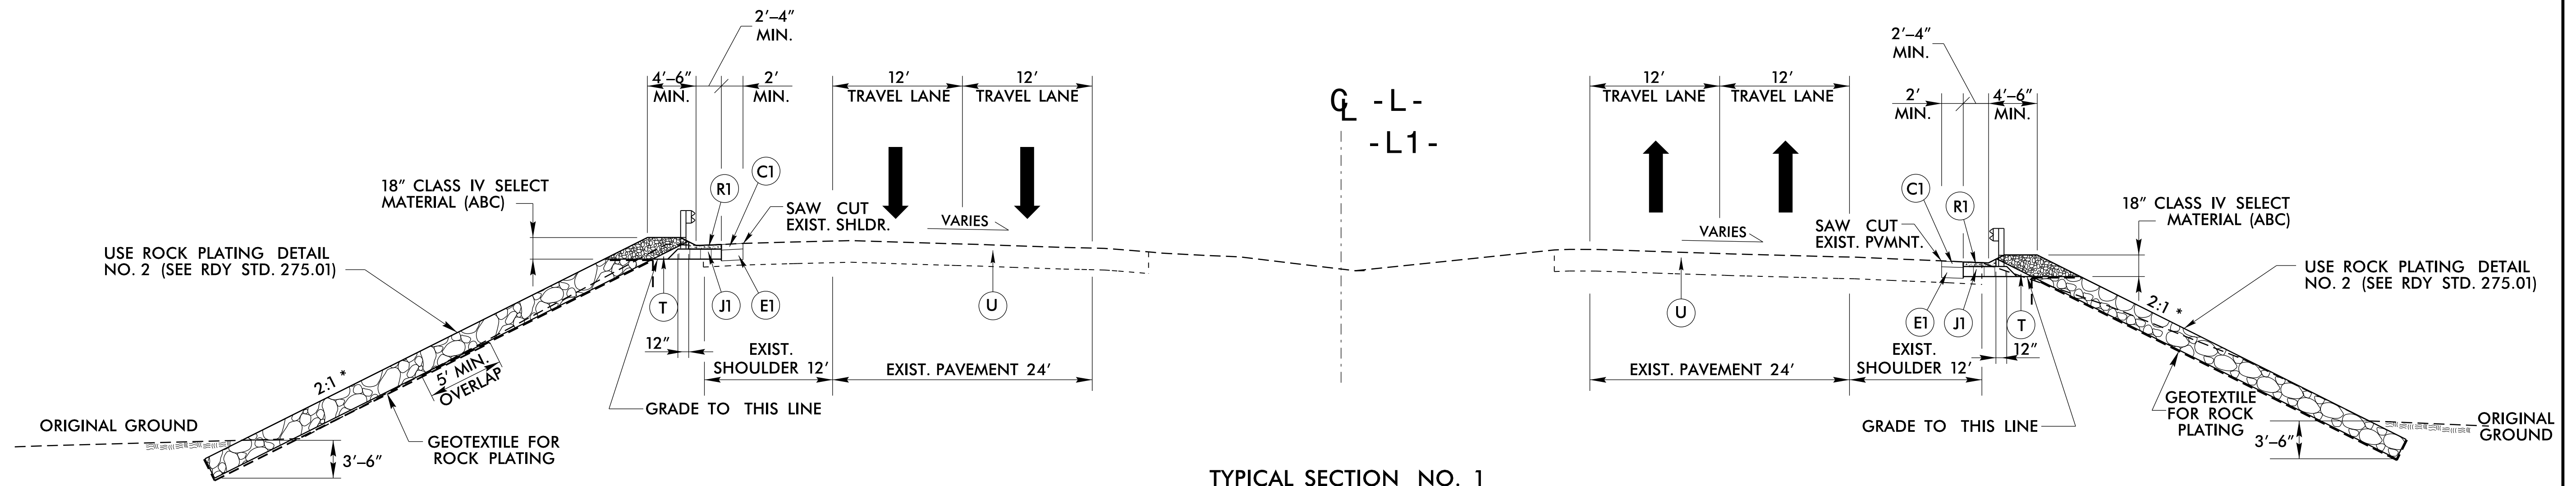 2'-4"
MIN.
4'-6"
MIN.
2'
MIN.
12'
TRAVEL LANE
12'
TRAVEL LANE
C1
R1
18" CLASS IV SELECT
MATERIAL (ABC)
SAW CUT
EXIST. SHLDR.
VARIES
USE ROCK PLATING DETAIL
NO. 2 (SEE RDY STD. 275.01)
T
J1
E1
U
12"
EXIST.
SHOULDER 12'
EXIST. PAVEMENT 24'
2:1 *
5' MIN.
OVERLAP
GRADE TO THIS LINE
ORIGINAL GROUND
GEOTEXTILE FOR
ROCK PLATING
3'-6"
CL -L-
-L1-
12'
TRAVEL LANE
12'
TRAVEL LANE
2'-4"
MIN.
2'
MIN.
4'-6"
MIN.
C1
R1
VARIES
SAW CUT
EXIST. PVMNT.
18" CLASS IV SELECT
MATERIAL (ABC)
USE ROCK PLATING DETAIL
NO. 2 (SEE RDY STD. 275.01)
2:1 *
U
E1
J1
T
12"
EXIST. PAVEMENT 24'
EXIST.
SHOULDER 12'
GRADE TO THIS LINE
GEOTEXTILE
FOR ROCK
PLATING
ORIGINAL
GROUND
3'-6"
TYPICAL SECTION NO. 1